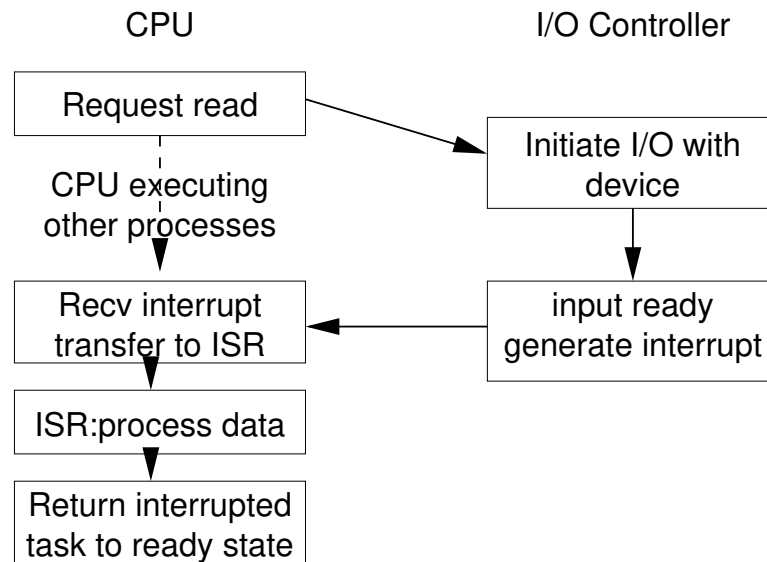 CPU
I/O Controller
Request read
Initiate I/O with
device
CPU executing
other processes
Recv interrupt
transfer to ISR
input ready
generate interrupt
ISR:process data
Return interrupted
task to ready state